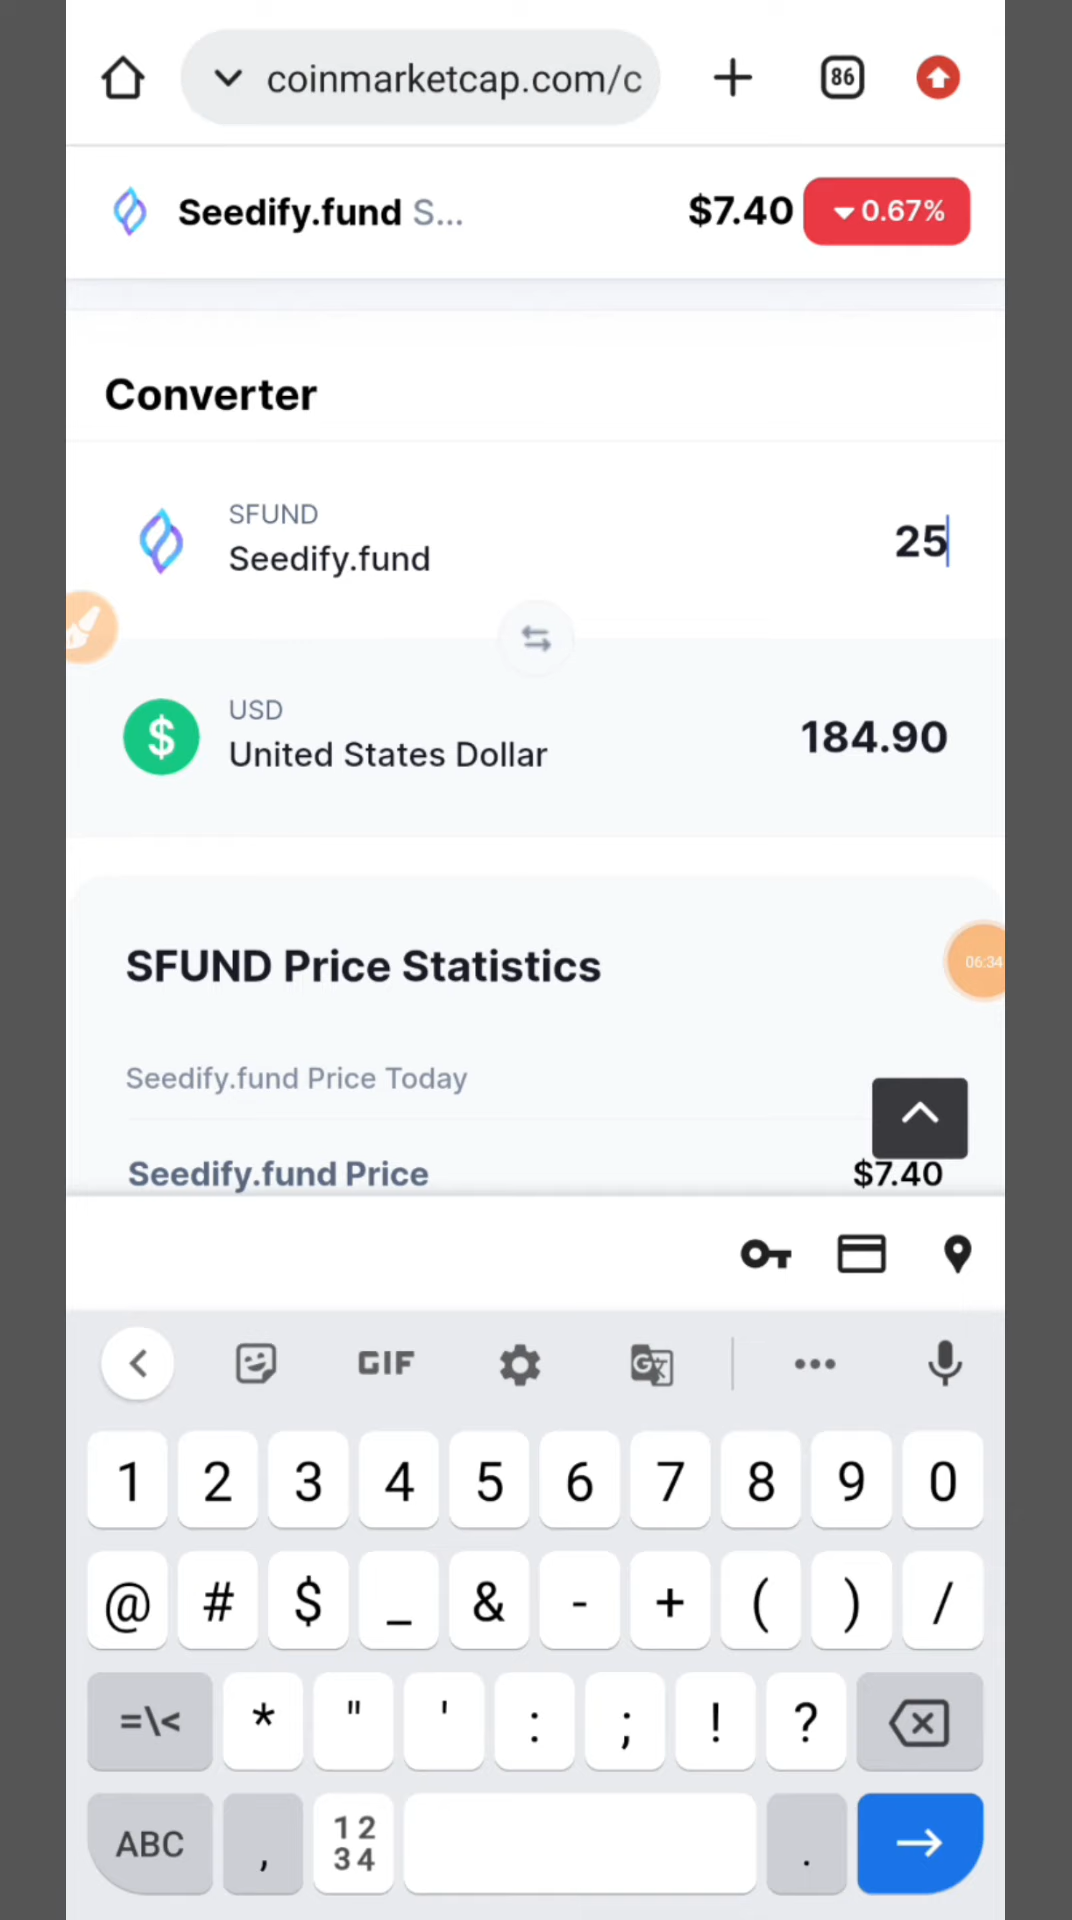 coinmarketcap.com/c
86
Seedify.fund S...
$7.40
0.67%
Converter
SFUND
Seedify.fund
25
$
USD
United States Dollar
184.90
SFUND Price Statistics
06:34
Seedify.fund Price Today
Seedify.fund Price
$7.40
GIF
G文
1 2 3 4 5 6 7 8 9 0
@ # $ _ & - + ( ) /
=\< * " ' : ; ! ?
ABC , 12 .
34